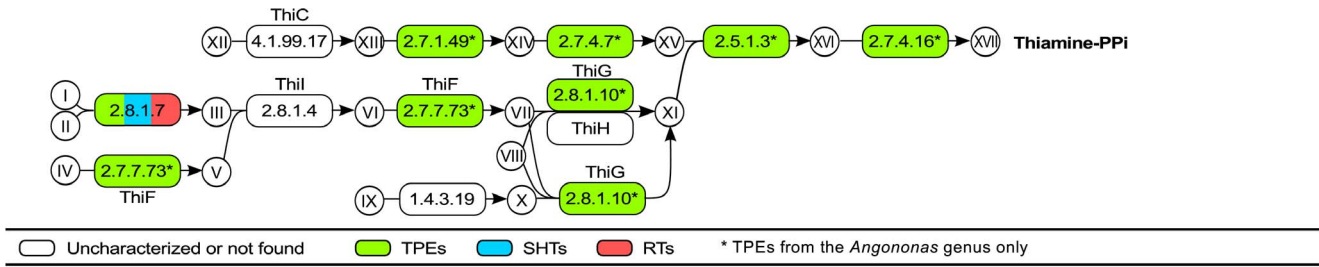 ThiC
XII 4.1.99.17 XIII 2.7.1.49* XIV 2.7.4.7* XV 2.5.1.3* XVI 2.7.4.16* XVII Thiamine-PPi
ThiI ThiF ThiG
I 2.8.1.10*
II 2.8.1.7 III 2.8.1.4 VI 2.7.7.73* VII XI
ThiH
VIII
IV 2.7.7.73* V ThiG
ThiF
IX 1.4.3.19 X 2.8.1.10*
Uncharacterized or not found TPEs SHTs RTs * TPEs from the Angononas genus only